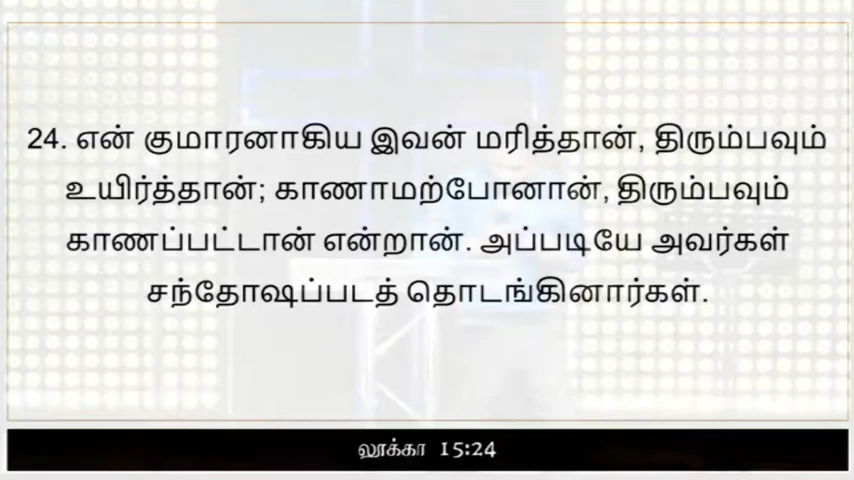 24. என் குமாரனாகிய இவன் மரித்தான், திரும்பவும்
உயிர்த்தான்; காணாமற்போனான், திரும்பவும்
காணப்பட்டான் என்றான். அப்படியே அவர்கள்
சந்தோஷப்படத் தொடங்கினார்கள்.
லூக்கா 15:24